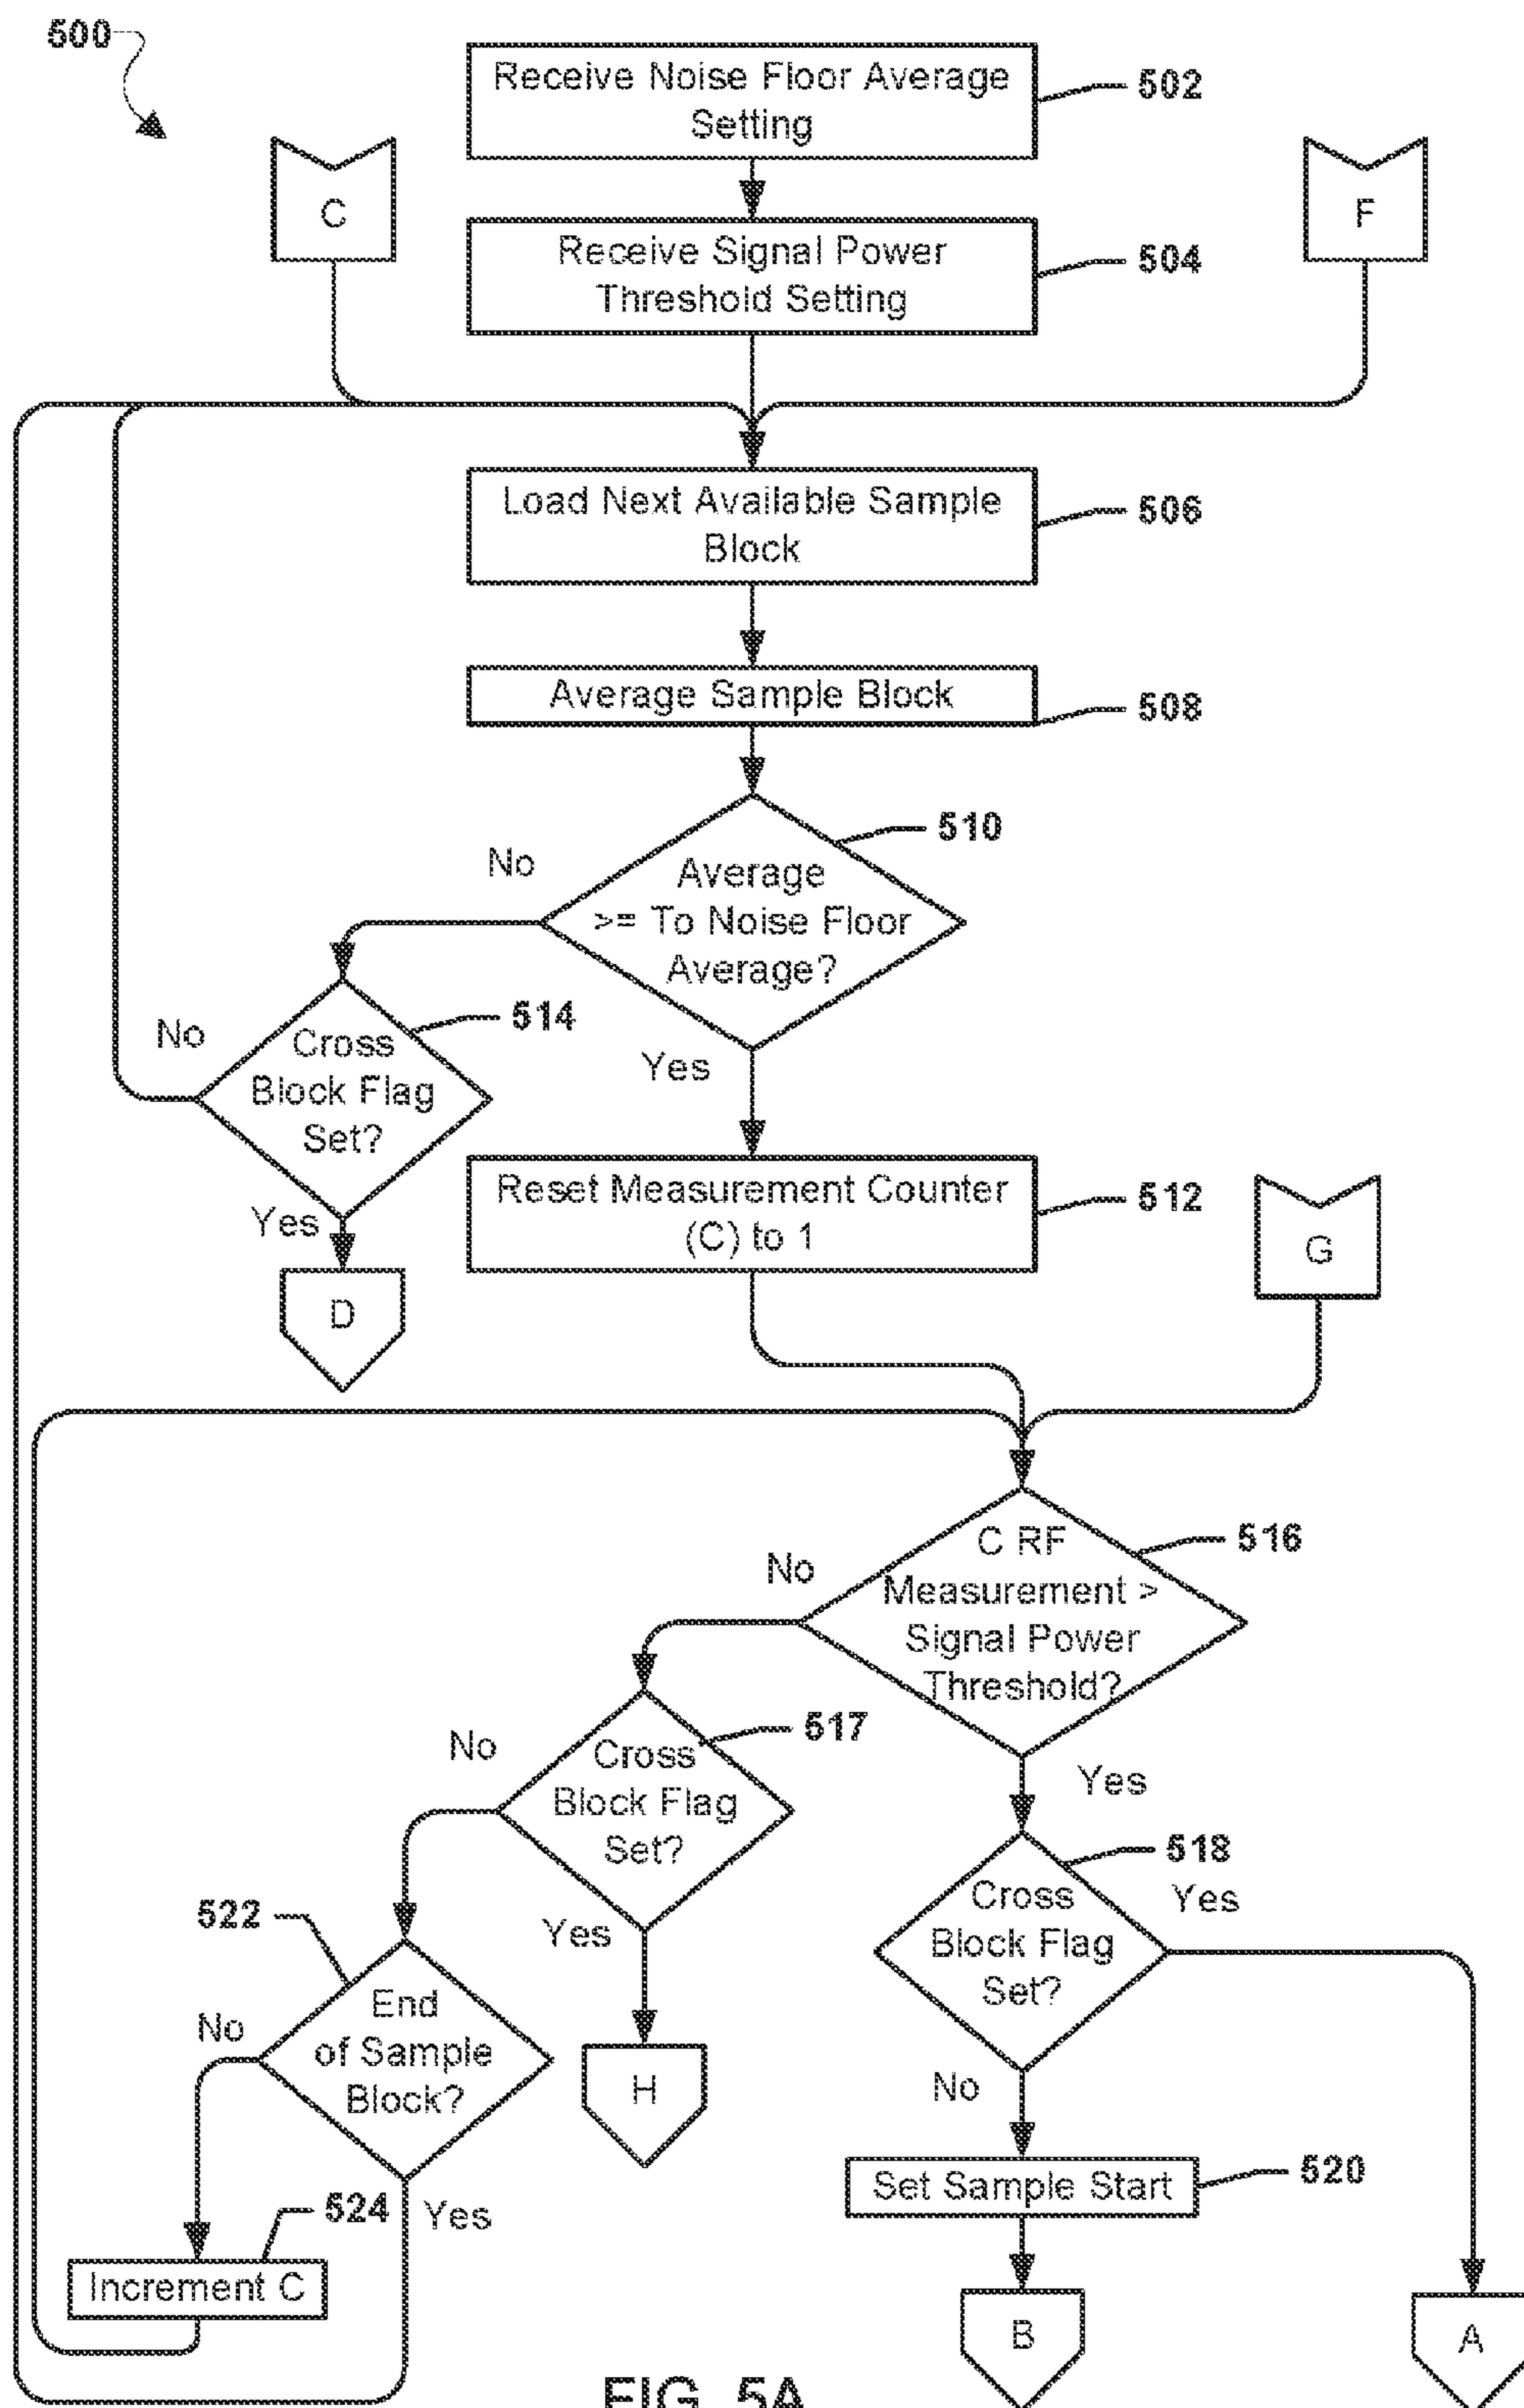 500
Receive Noise Floor Average
Setting
502
C
F
Receive Signal Power
Threshold Setting
504
Load Next Available Sample
Block
506
Average Sample Block
508
510
No
Average
>= To Noise Floor
Average?
514
No
Cross
Block Flag
Set?
Yes
Yes
Reset Measurement Counter
(C) to 1
512
G
D
C RF
Measurement >
Signal Power
Threshold?
516
No
517
No
Cross
Block Flag
Set?
Yes
Yes
518
Cross
Block Flag
Set?
Yes
522
End
of Sample
Block?
No
H
No
Set Sample Start
520
524
Yes
Increment C
B
A
FIG. 5A